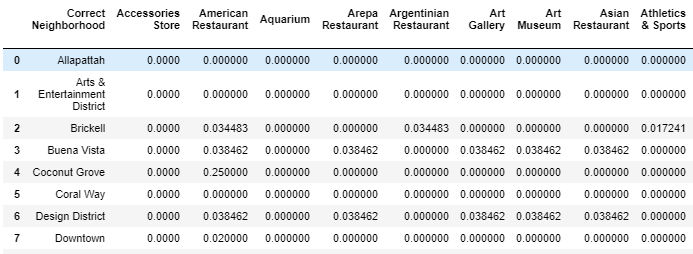 Correct Neighborhood Accessories Store American Restaurant Aquarium Arepa Restaurant Argentinian Restaurant Art Gallery Art Museum Asian Restaurant Athletics & Sports
0 Allapattah 0.0000 0.000000 0.000000 0.000000 0.000000 0.000000 0.000000 0.000000 0.000000
1 Arts & Entertainment District 0.0000 0.000000 0.000000 0.000000 0.000000 0.000000 0.000000 0.000000 0.000000
2 Brickell 0.0000 0.034483 0.000000 0.000000 0.034483 0.000000 0.000000 0.000000 0.017241
3 Buena Vista 0.0000 0.038462 0.000000 0.038462 0.000000 0.038462 0.038462 0.038462 0.000000
4 Coconut Grove 0.0000 0.250000 0.000000 0.000000 0.000000 0.000000 0.000000 0.000000 0.000000
5 Coral Way 0.0000 0.000000 0.000000 0.000000 0.000000 0.000000 0.000000 0.000000 0.000000
6 Design District 0.0000 0.038462 0.000000 0.038462 0.000000 0.038462 0.038462 0.038462 0.000000
7 Downtown 0.0000 0.020000 0.000000 0.000000 0.000000 0.000000 0.000000 0.000000 0.000000